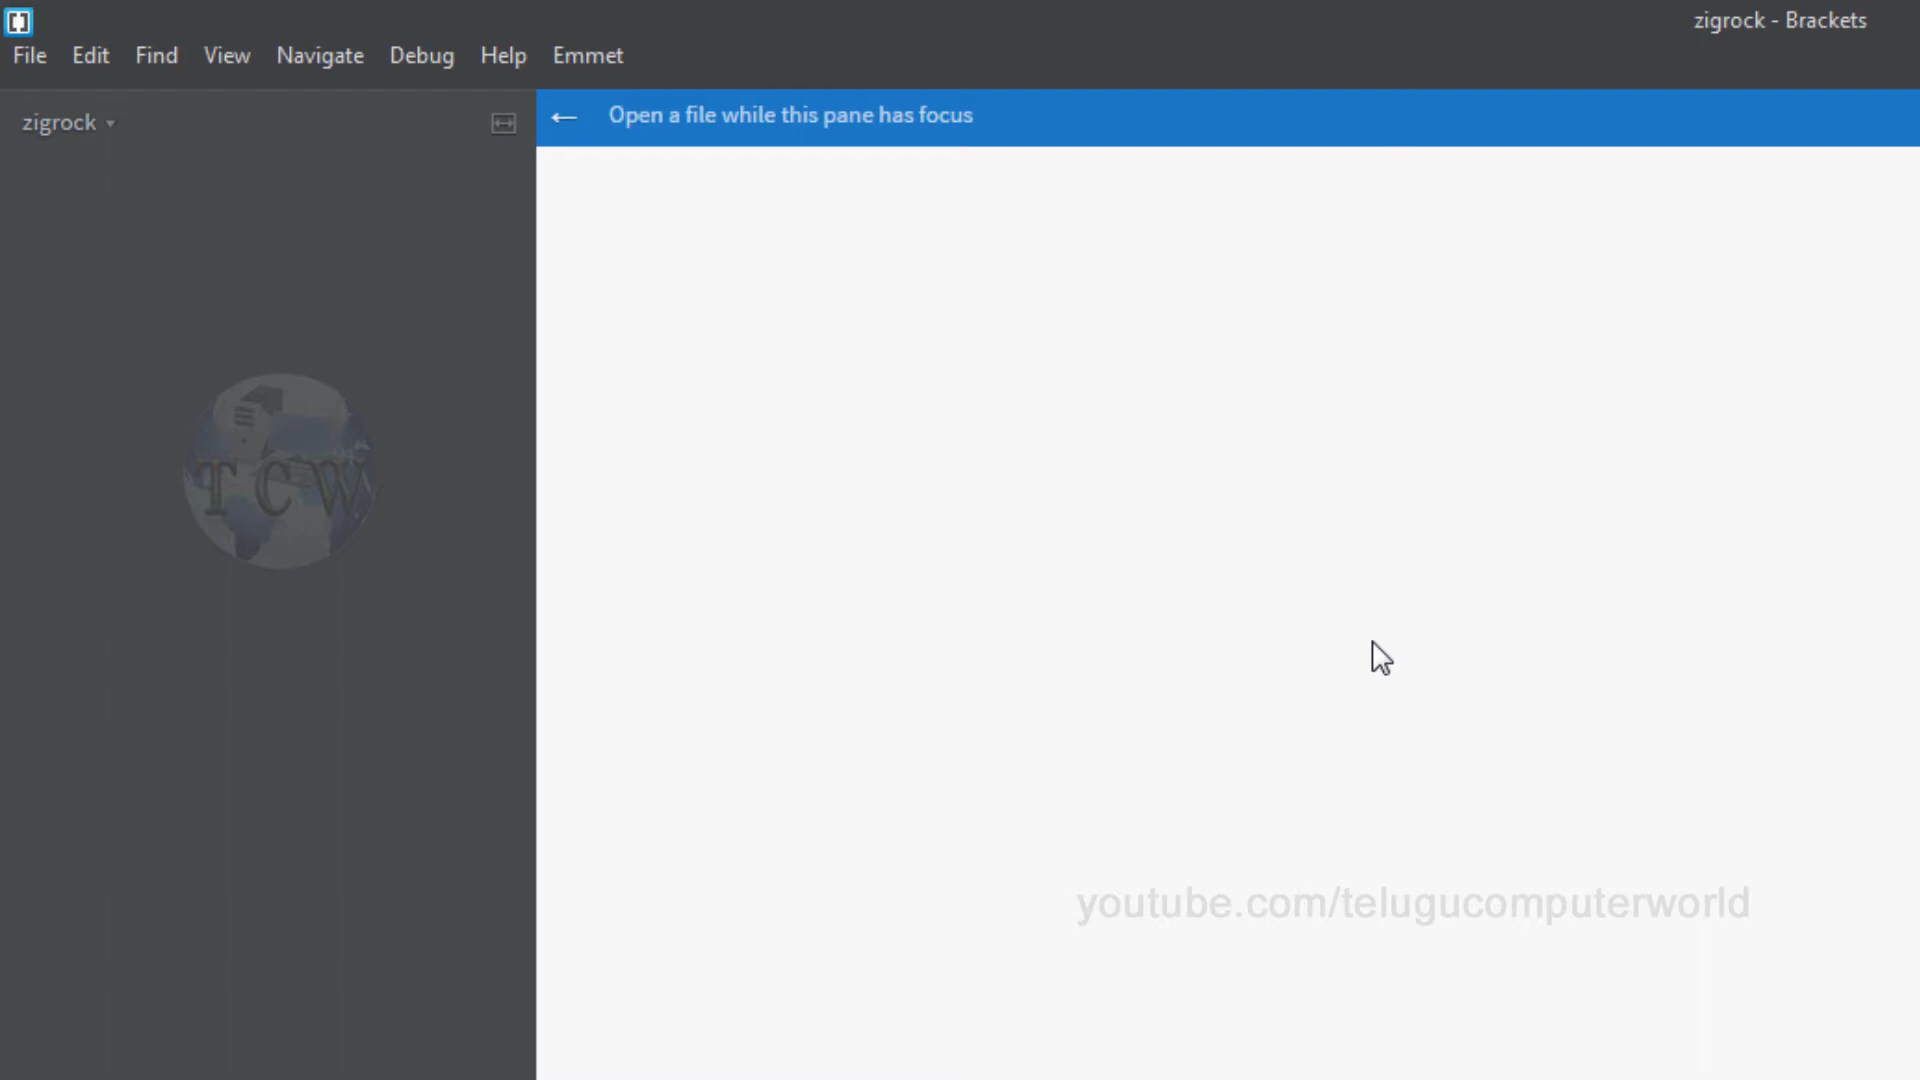 zigrock - Brackets
File Edit Find View Navigate Debug Help Emmet
zigrock
Open a file while this pane has focus
TCW
youtube.com/telugucomputerworld